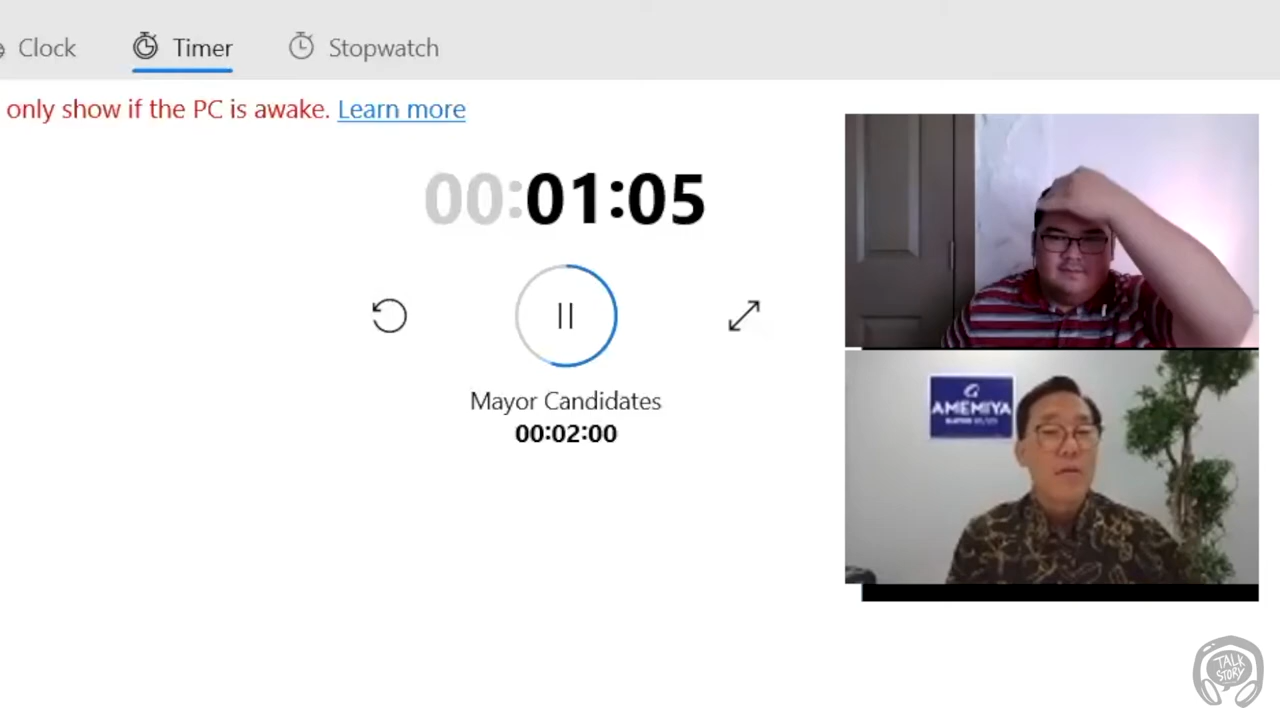 Clock
Timer
Stopwatch
only show if the PC is awake. Learn more
00:01:05
Mayor Candidates
00:02:00
AMEMIYA
TALK
STORY